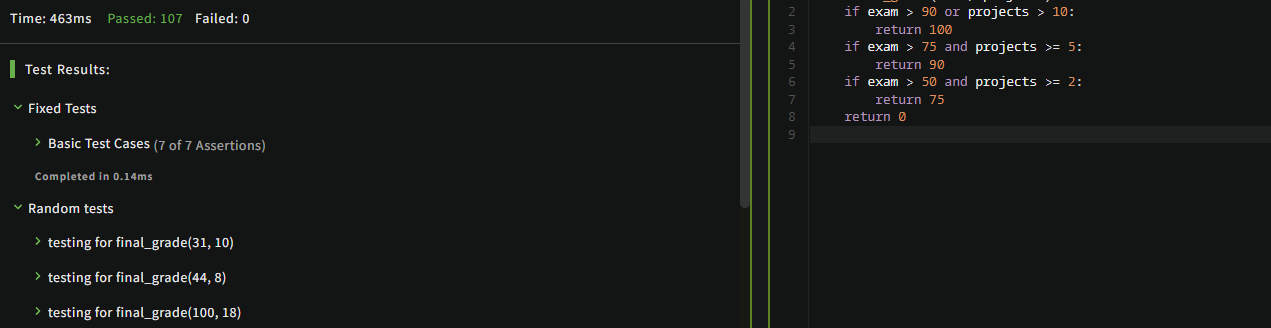 Time: 463ms Passed: 107 Failed: 0
Test Results:
Fixed Tests
Basic Test Cases (7 of 7 Assertions)
Completed in 0.14ms
Random tests
testing for final_grade(31, 10)
testing for final_grade(44, 8)
testing for final_grade(100, 18)
2 if exam > 90 or projects > 10:
3 return 100
4 if exam > 75 and projects >= 5:
5 return 90
6 if exam > 50 and projects >= 2:
7 return 75
8 return 0
9